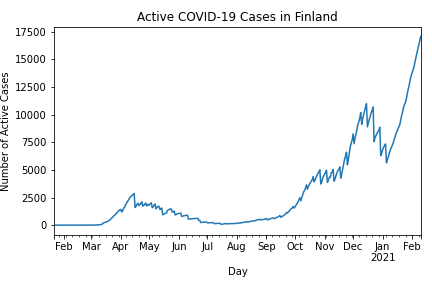 Active COVID-19 Cases in Finland
Number of Active Cases
17500
15000
12500
10000
7500
5000
2500
0
Feb Mar Apr May Jun Jul Aug Sep Oct Nov Dec Jan Feb
2021
Day